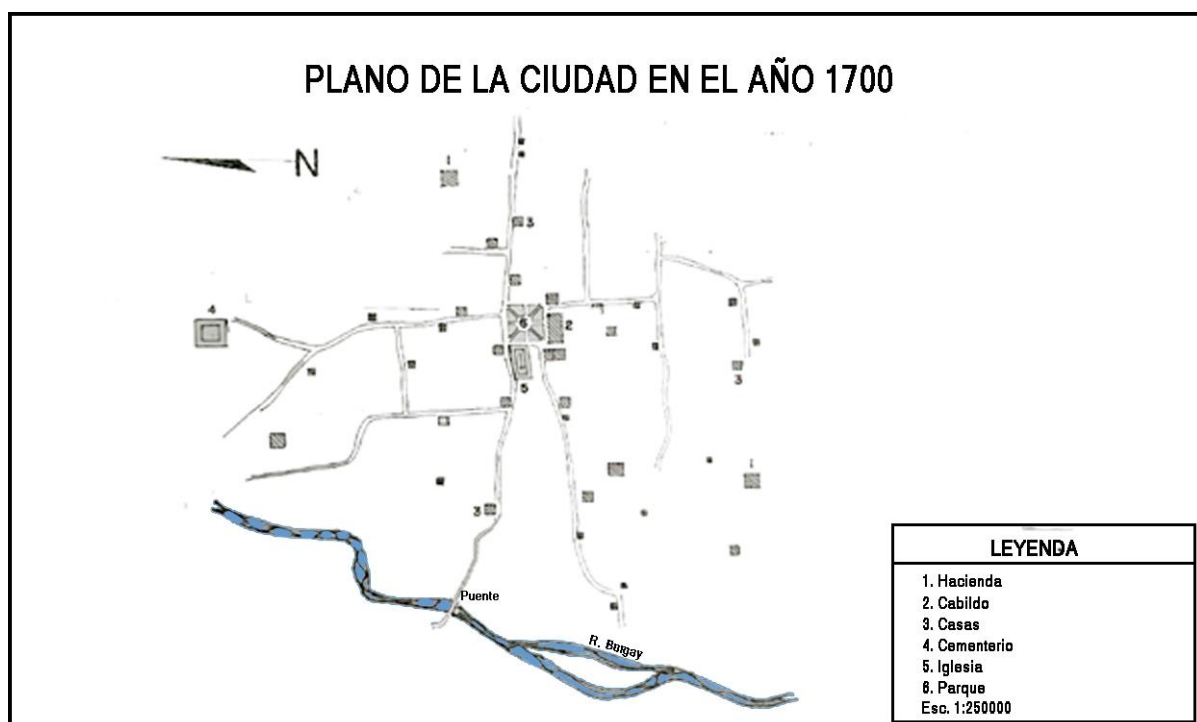 PLANO DE LA CIUDAD EN EL AÑO 1700
N
1
3
4
6
2
3
5
1
3
Puente
R. Burgay
LEYENDA
1. Hacienda
2. Cabildo
3. Casas
4. Cementerio
5. Iglesia
6. Parque
Esc. 1:250000